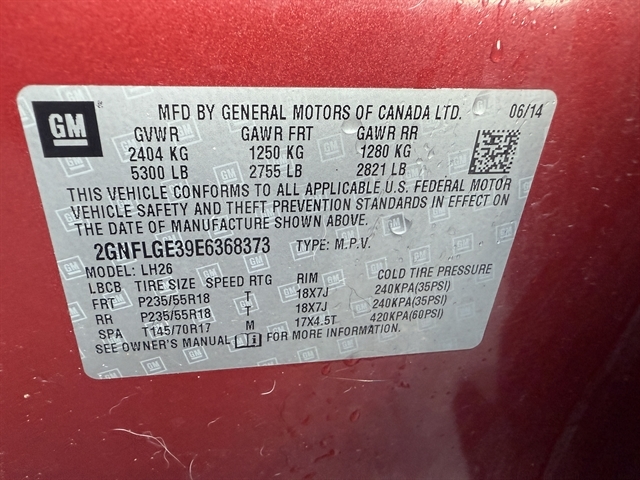 GM
MFD BY GENERAL MOTORS OF CANADA LTD. 06/14
GVWR GAWR FRT GAWR RR
2404 KG 1250 KG 1280 KG
5300 LB 2755 LB 2821 LB
THIS VEHICLE CONFORMS TO ALL APPLICABLE U.S. FEDERAL MOTOR
VEHICLE SAFETY AND THEFT PREVENTION STANDARDS IN EFFECT ON
THE DATE OF MANUFACTURE SHOWN ABOVE.
2GNFLGE39E6368373 TYPE: M.P.V.
MODEL: LH26
LBCB TIRE SIZE SPEED RTG RIM COLD TIRE PRESSURE
FRT P235/55R18 T 18X7J 240KPA(35PSI)
RR P235/55R18 T 18X7J 240KPA(35PSI)
SPA T145/70R17 M 17X4.5T 420KPA(60PSI)
SEE OWNER'S MANUAL FOR MORE INFORMATION.